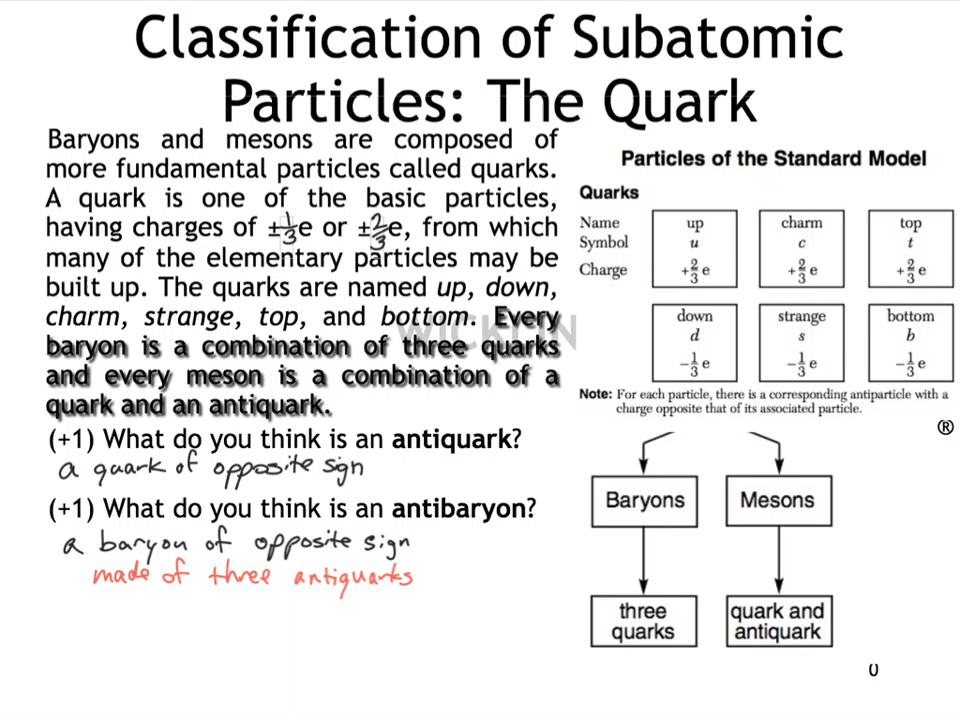 Classification of Subatomic
Particles: The Quark
Baryons and mesons are composed of
more fundamental particles called quarks.
A quark is one of the basic particles,
having charges of ±1/3e or ±2/3e, from which
many of the elementary particles may be
built up. The quarks are named up, down,
charm, strange, top, and bottom. Every
baryon is a combination of three quarks
and every meson is a combination of a
quark and an antiquark.
(+1) What do you think is an antiquark?
a quark of opposite sign
(+1) What do you think is an antibaryon?
a baryon of opposite sign
made of three antiquarks
Particles of the Standard Model
Quarks
Name up charm top
Symbol u c t
Charge +2/3 e +2/3 e +2/3 e
down strange bottom
d s b
-1/3 e -1/3 e -1/3 e
Note: For each particle, there is a corresponding antiparticle with a
charge opposite that of its associated particle.
®
Baryons Mesons
three quark and
quarks antiquark
0